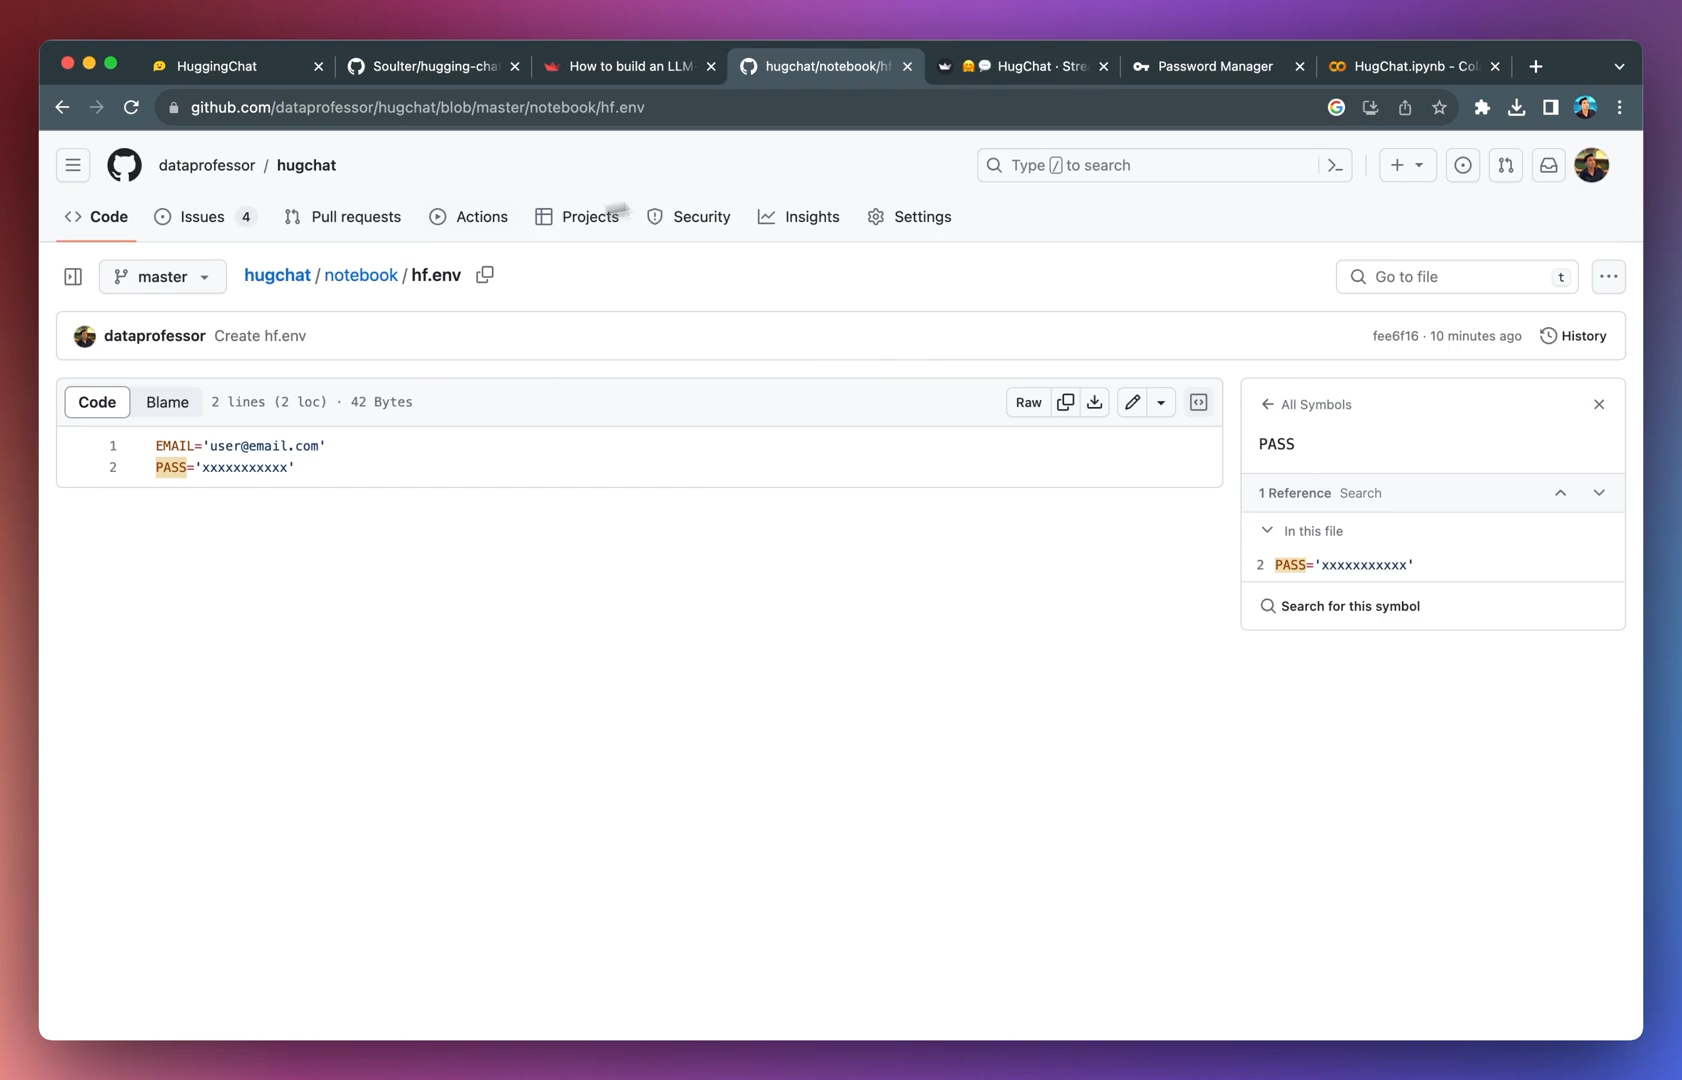 HuggingChat
Soulter/hugging-cha
How to build an LLM-
hugchat/notebook/hf
HugChat · Stre
Password Manager
HugChat.ipynb - Col
github.com/dataprofessor/hugchat/blob/master/notebook/hf.env
dataprofessor / hugchat
Type / to search
Code
Issues 4
Pull requests
Actions
Projects
Security
Insights
Settings
master
hugchat / notebook / hf.env
Go to file t
dataprofessor Create hf.env
fee6f16 · 10 minutes ago
History
Code
Blame
2 lines (2 loc) · 42 Bytes
Raw
1 EMAIL='user@email.com'
2 PASS='xxxxxxxxxxx'
All Symbols
PASS
1 Reference Search
In this file
2 PASS='xxxxxxxxxxx'
Search for this symbol